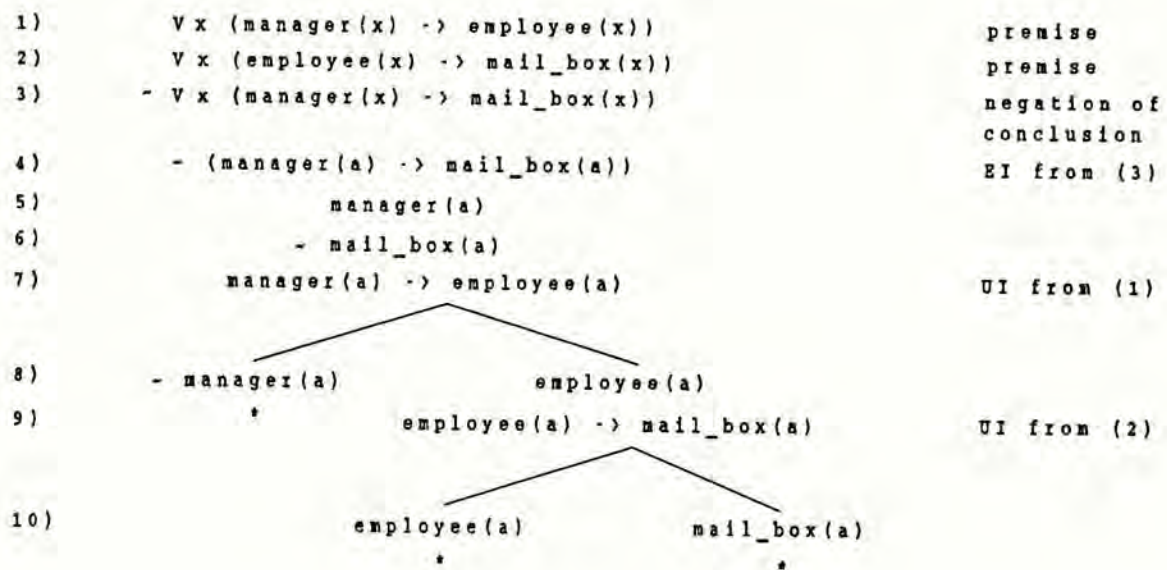 1) V x (manager(x) -> employee(x)) premise
2) V x (employee(x) -> mail_box(x)) premise
3) - V x (manager(x) -> mail_box(x)) negation of
conclusion
4) - (manager(a) -> mail_box(a)) EI from (3)
5) manager(a)
6) - mail_box(a)
7) manager(a) -> employee(a) UI from (1)
8) - manager(a) employee(a)
*
9) employee(a) -> mail_box(a) UI from (2)
10) employee(a) mail_box(a)
* *